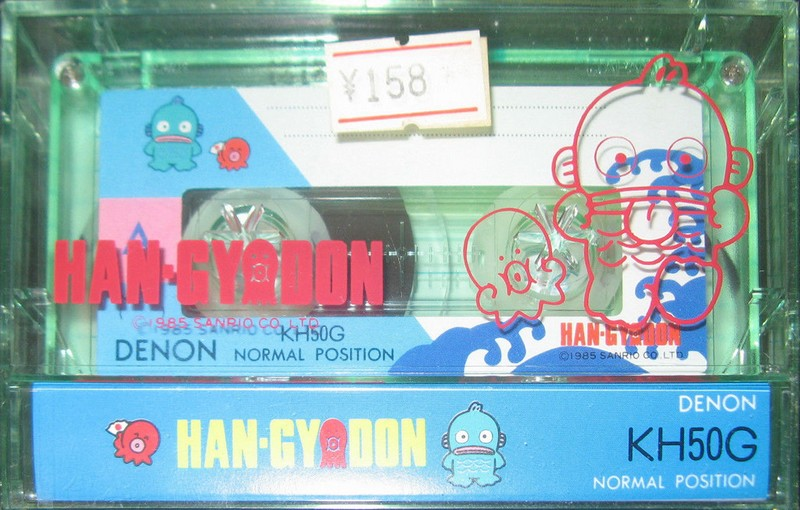 ¥158
HAN-GYODON
©1985 SANRIO CO., LTD.
DENON KH50G
NORMAL POSITION
HAN-GYODON
©1985 SANRIO CO., LTD.
HAN-GYODON
DENON
KH50G
NORMAL POSITION